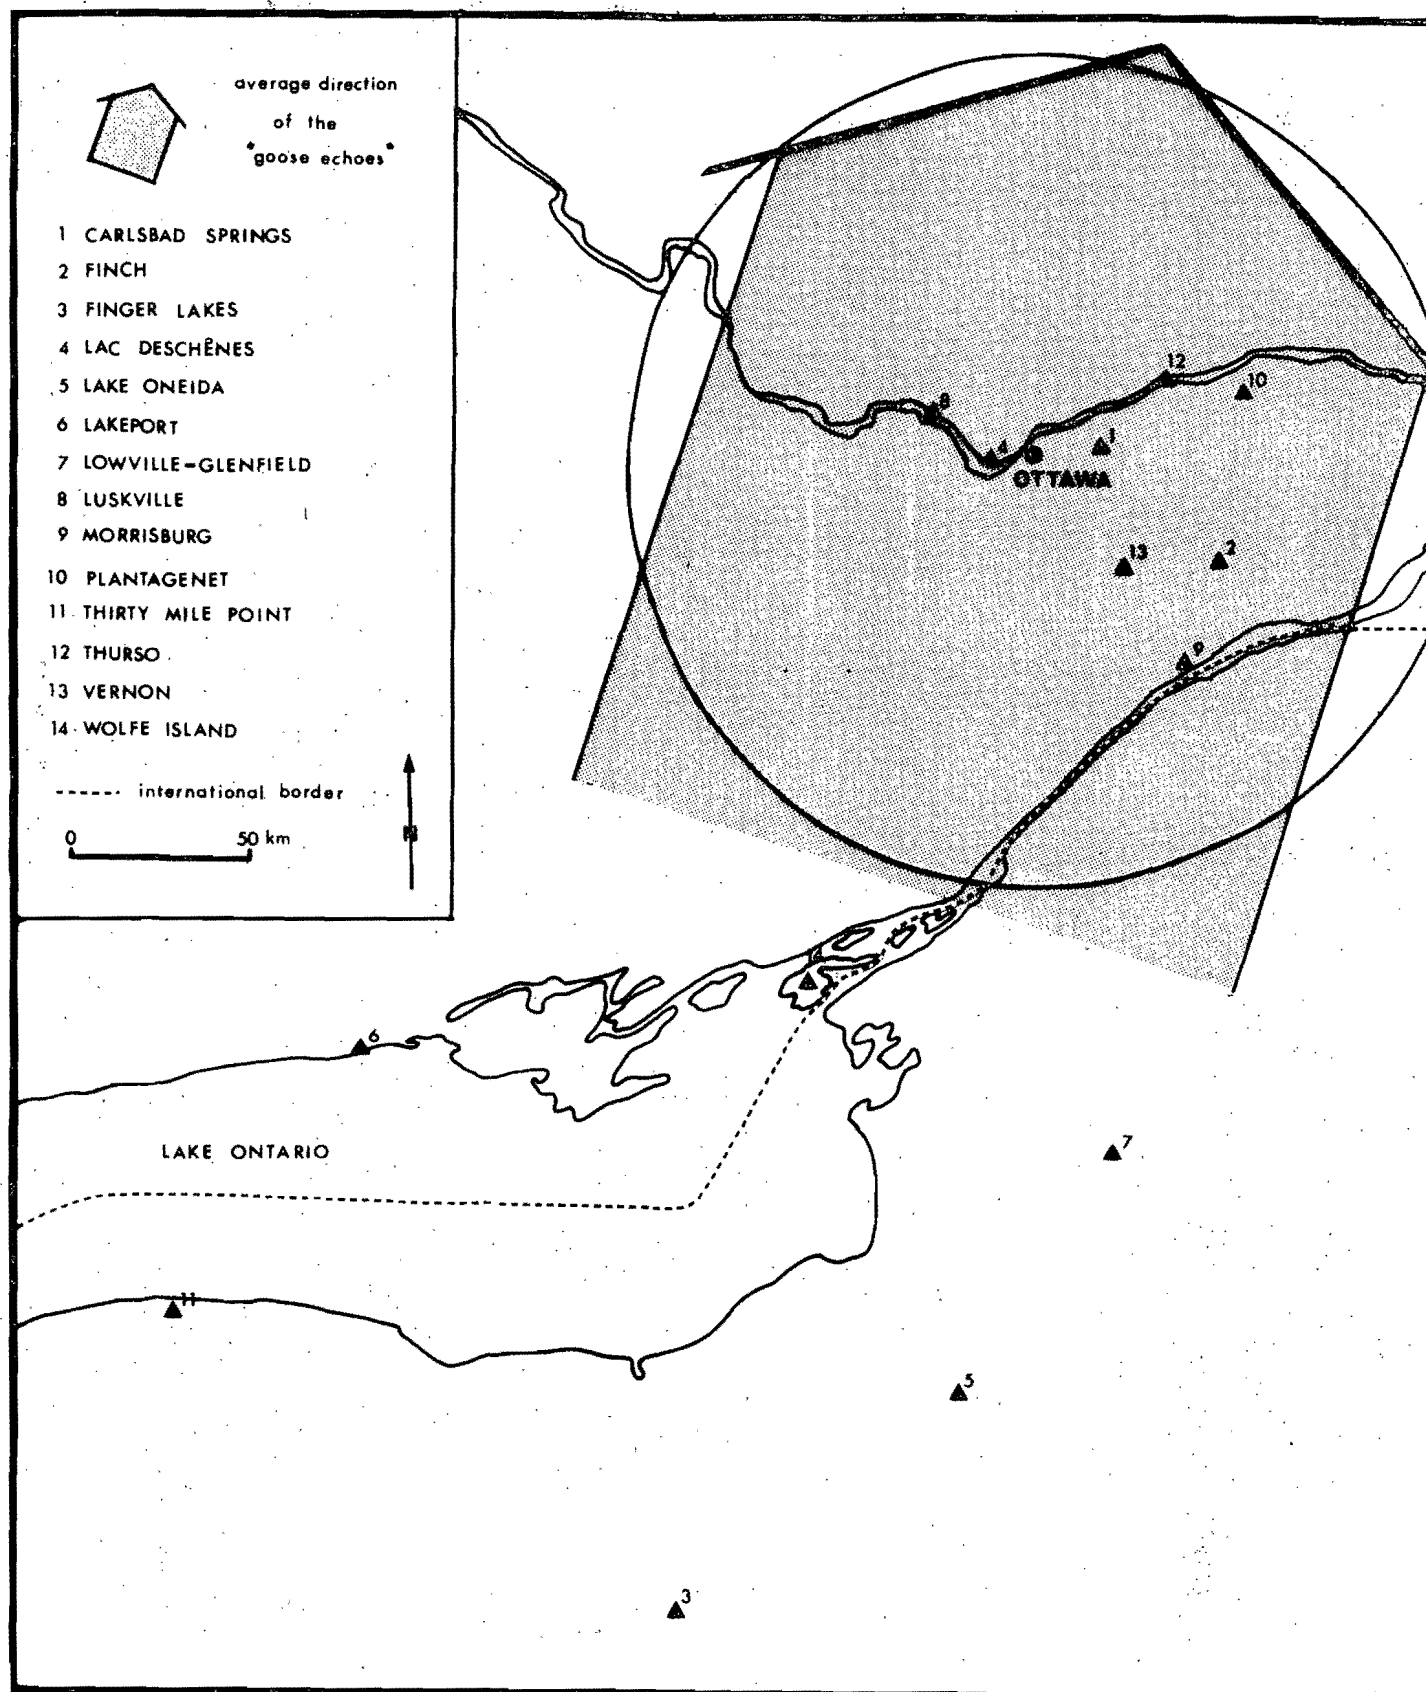 average direction
of the
"goose echoes"
1 CARLSBAD SPRINGS
2 FINCH
3 FINGER LAKES
4 LAC DESCHÊNES
5 LAKE ONEIDA
6 LAKEPORT
7 LOWVILLE-GLENFIELD
8 LUSKVILLE
9 MORRISBURG
10 PLANTAGENET
11 THIRTY MILE POINT
12 THURSO
13 VERNON
14 WOLFE ISLAND
international border
0 50 km
N
12
10
8
4
1
OTTAWA
13
2
9
6
LAKE ONTARIO
7
11
5
3